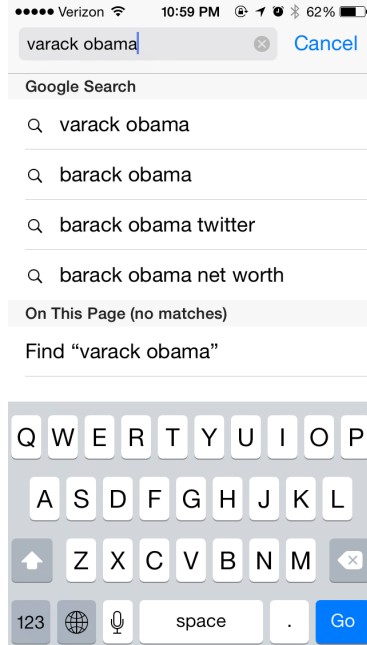 Verizon 10:59 PM 62%
varack obama Cancel
Google Search
varack obama
barack obama
barack obama twitter
barack obama net worth
On This Page (no matches)
Find “varack obama”
Q W E R T Y U I O P
A S D F G H J K L
Z X C V B N M
123 space . Go